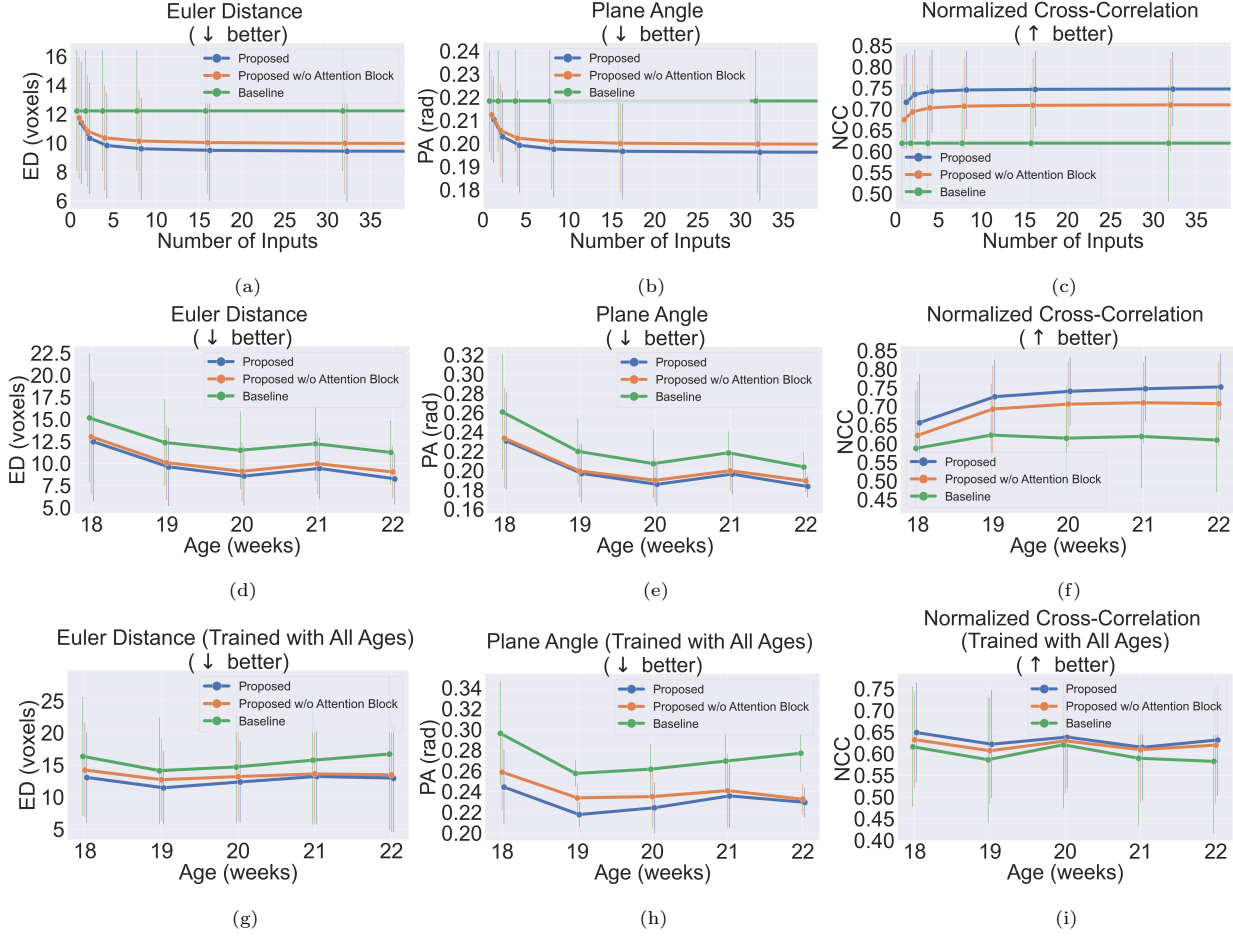 Euler Distance
( ↓ better)
16
14
12
10
8
6
ED (voxels)
Proposed
Proposed w/o Attention Block
Baseline
0 5 10 15 20 25 30 35
Number of Inputs
(a)
Plane Angle
( ↓ better)
0.24
0.23
0.22
0.21
0.20
0.19
0.18
PA (rad)
Proposed
Proposed w/o Attention Block
Baseline
0 5 10 15 20 25 30 35
Number of Inputs
(b)
Normalized Cross-Correlation
( ↑ better)
0.85
0.80
0.75
0.70
0.65
0.60
0.55
0.50
NCC
Proposed
Proposed w/o Attention Block
Baseline
0 5 10 15 20 25 30 35
Number of Inputs
(c)
Euler Distance
( ↓ better)
22.5
20.0
17.5
15.0
12.5
10.0
7.5
5.0
ED (voxels)
Proposed
Proposed w/o Attention Block
Baseline
18 19 20 21 22
Age (weeks)
(d)
Plane Angle
( ↓ better)
0.32
0.30
0.28
0.26
0.24
0.22
0.20
0.18
0.16
PA (rad)
Proposed
Proposed w/o Attention Block
Baseline
18 19 20 21 22
Age (weeks)
(e)
Normalized Cross-Correlation
( ↑ better)
0.85
0.80
0.75
0.70
0.65
0.60
0.55
0.50
0.45
NCC
Proposed
Proposed w/o Attention Block
Baseline
18 19 20 21 22
Age (weeks)
(f)
Euler Distance (Trained with All Ages)
( ↓ better)
25
20
15
10
5
ED (voxels)
Proposed
Proposed w/o Attention Block
Baseline
18 19 20 21 22
Age (weeks)
(g)
Plane Angle (Trained with All Ages)
( ↓ better)
0.34
0.32
0.30
0.28
0.26
0.24
0.22
0.20
PA (rad)
Proposed
Proposed w/o Attention Block
Baseline
18 19 20 21 22
Age (weeks)
(h)
Normalized Cross-Correlation
(Trained with All Ages)
( ↑ better)
0.75
0.70
0.65
0.60
0.55
0.50
0.45
0.40
NCC
Proposed
Proposed w/o Attention Block
Baseline
18 19 20 21 22
Age (weeks)
(i)